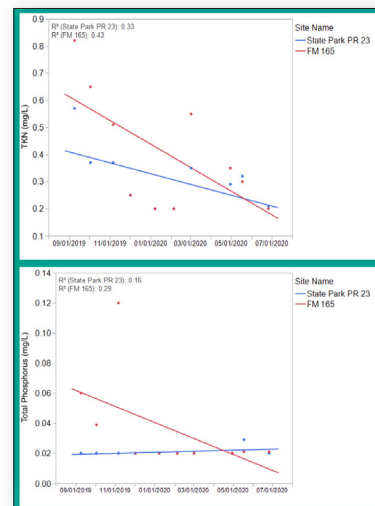 R² (State Park PR 23): 0.33
R² (FM 165): 0.43
Site Name
State Park PR 23
FM 165
TKN (mg/L)
0.9
0.8
0.7
0.6
0.5
0.4
0.3
0.2
0.1
09/01/2019 11/01/2019 01/01/2020 03/01/2020 05/01/2020 07/01/2020
R² (State Park PR 23): 0.16
R² (FM 165): 0.29
Site Name
State Park PR 23
FM 165
Total Phosphorus (mg/L)
0.14
0.12
0.10
0.08
0.06
0.04
0.02
0.00
09/01/2019 11/01/2019 01/01/2020 03/01/2020 05/01/2020 07/01/2020